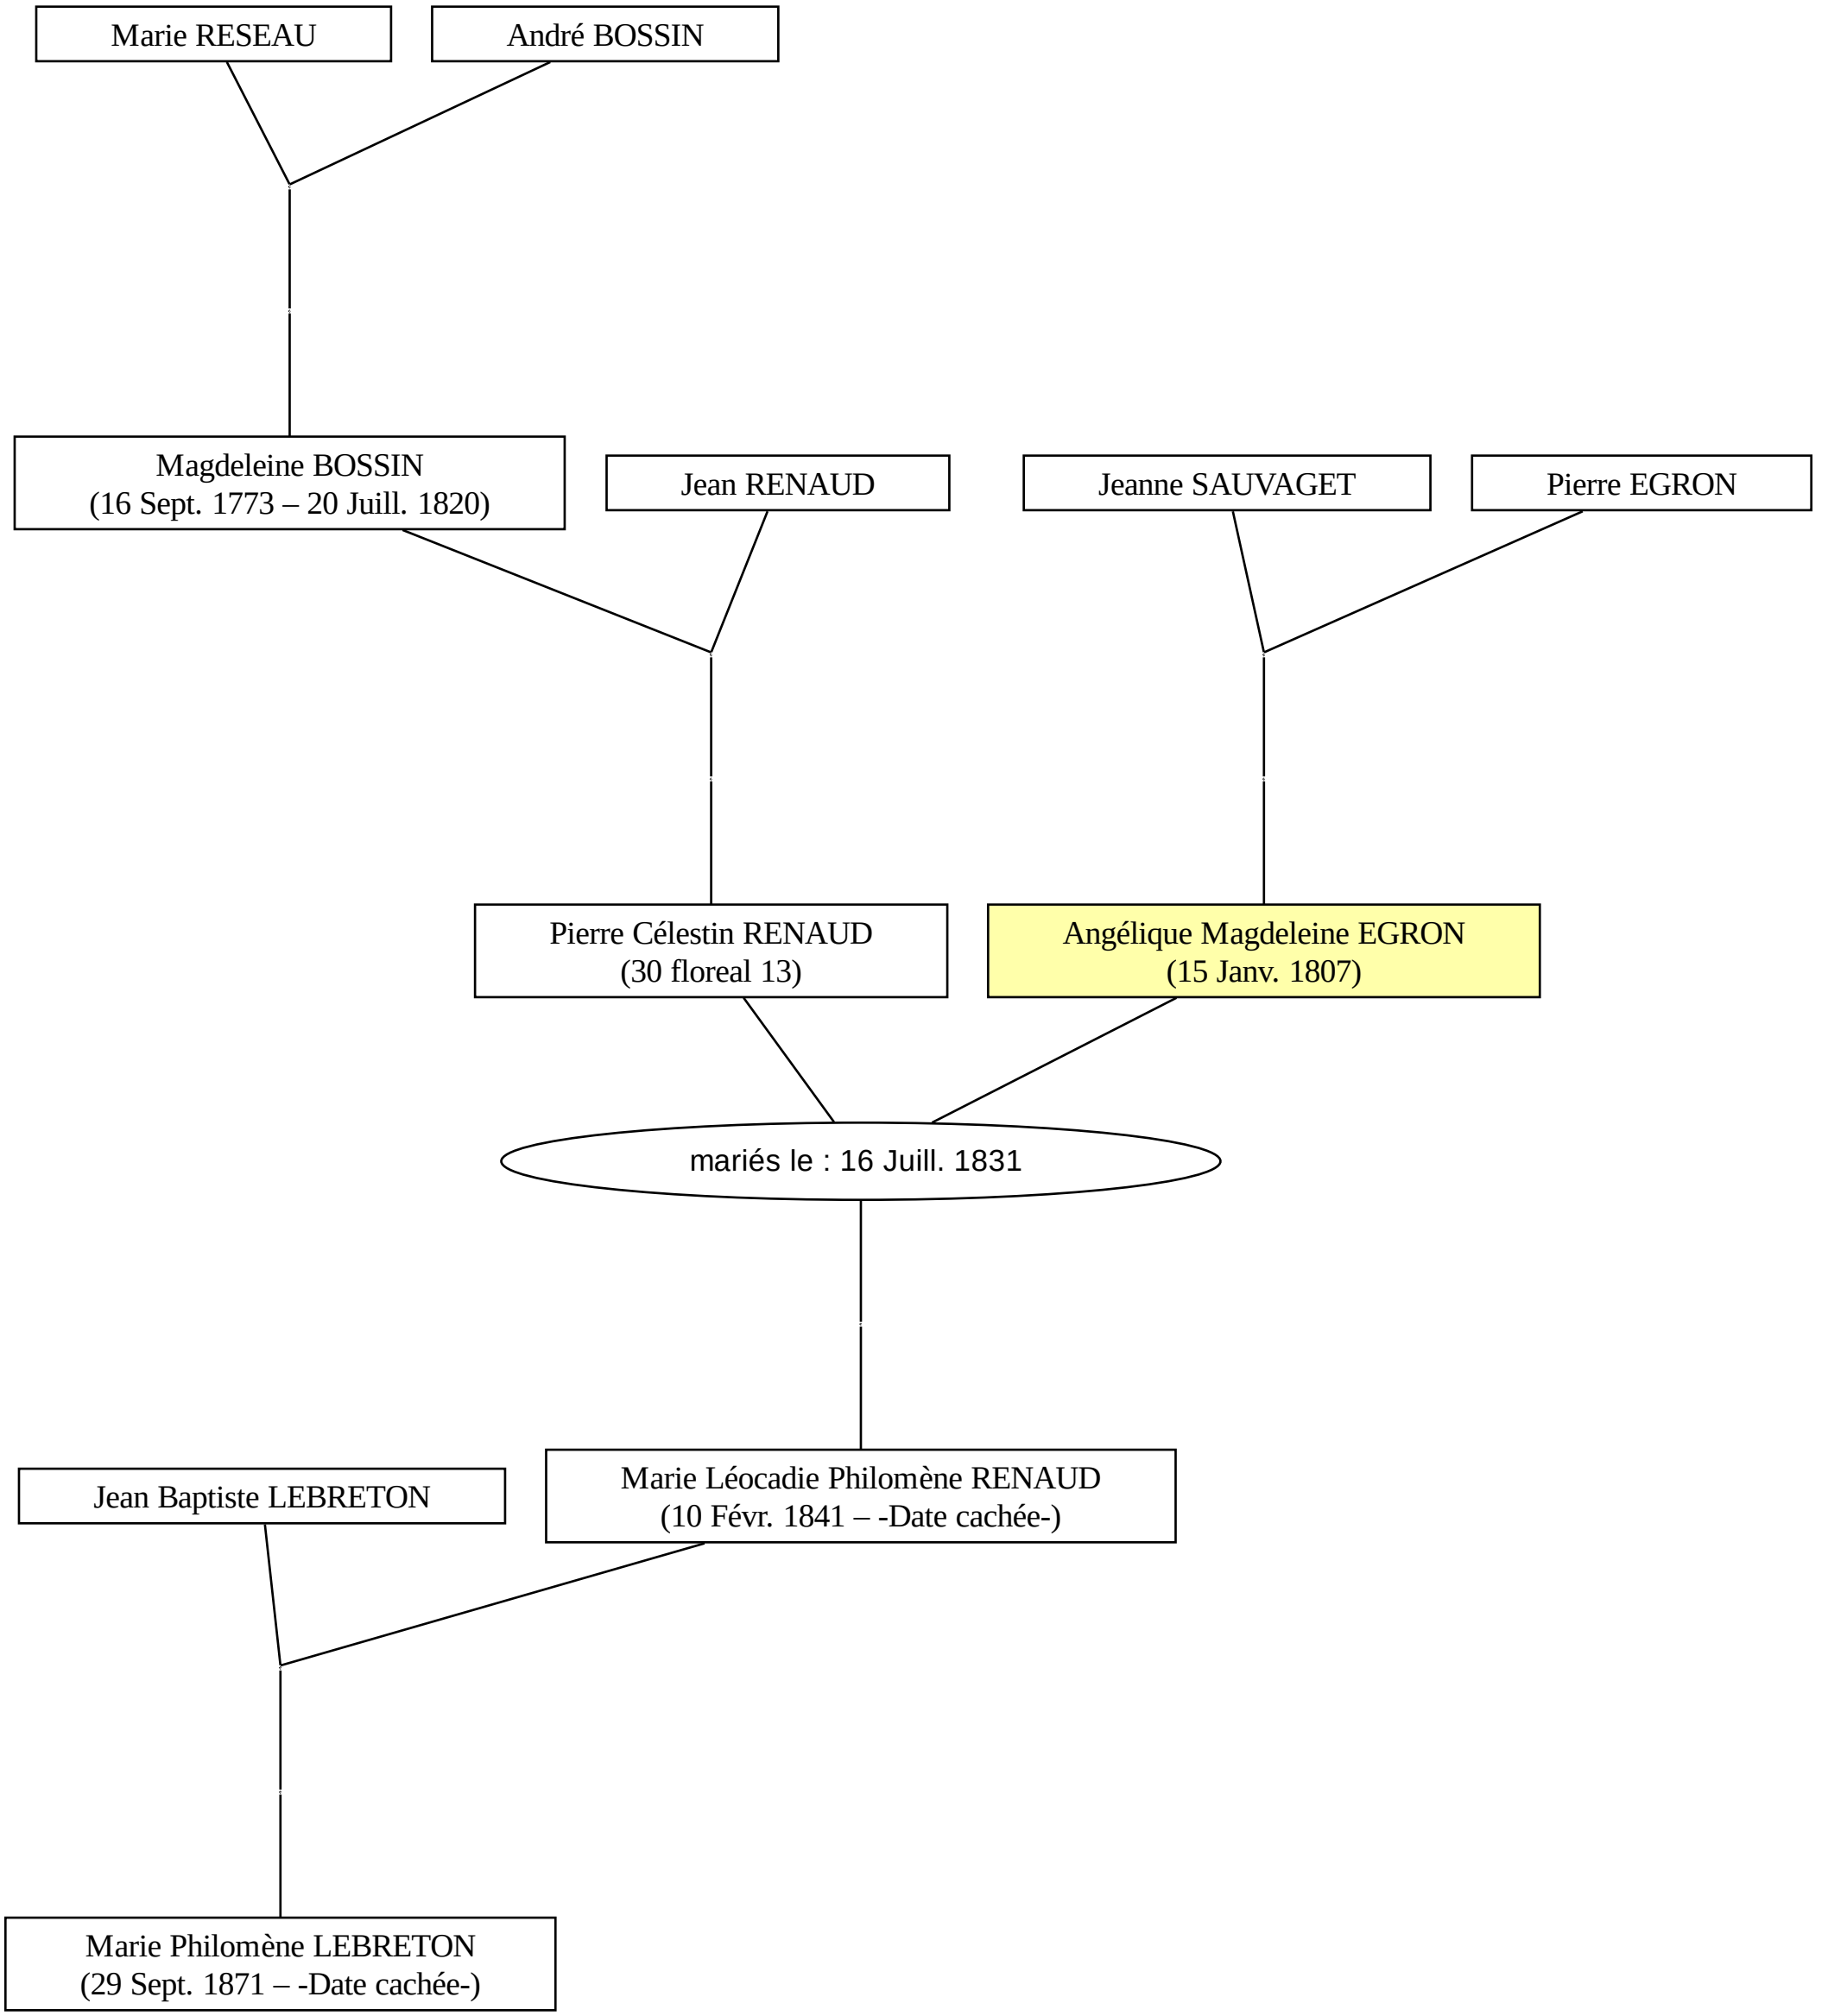 Marie RESEAU
André BOSSIN
Magdeleine BOSSIN
(16 Sept. 1773 – 20 Juill. 1820)
Jean RENAUD
Jeanne SAUVAGET
Pierre EGRON
Pierre Célestin RENAUD
(30 floreal 13)
Angélique Magdeleine EGRON
(15 Janv. 1807)
mariés le : 16 Juill. 1831
Jean Baptiste LEBRETON
Marie Léocadie Philomène RENAUD
(10 Févr. 1841 – -Date cachée-)
Marie Philomène LEBRETON
(29 Sept. 1871 – -Date cachée-)